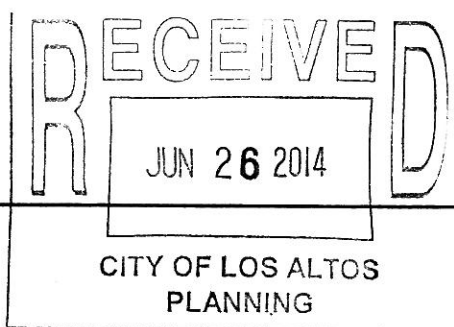 RECEIVED
JUN 26 2014
CITY OF LOS ALTOS
PLANNING